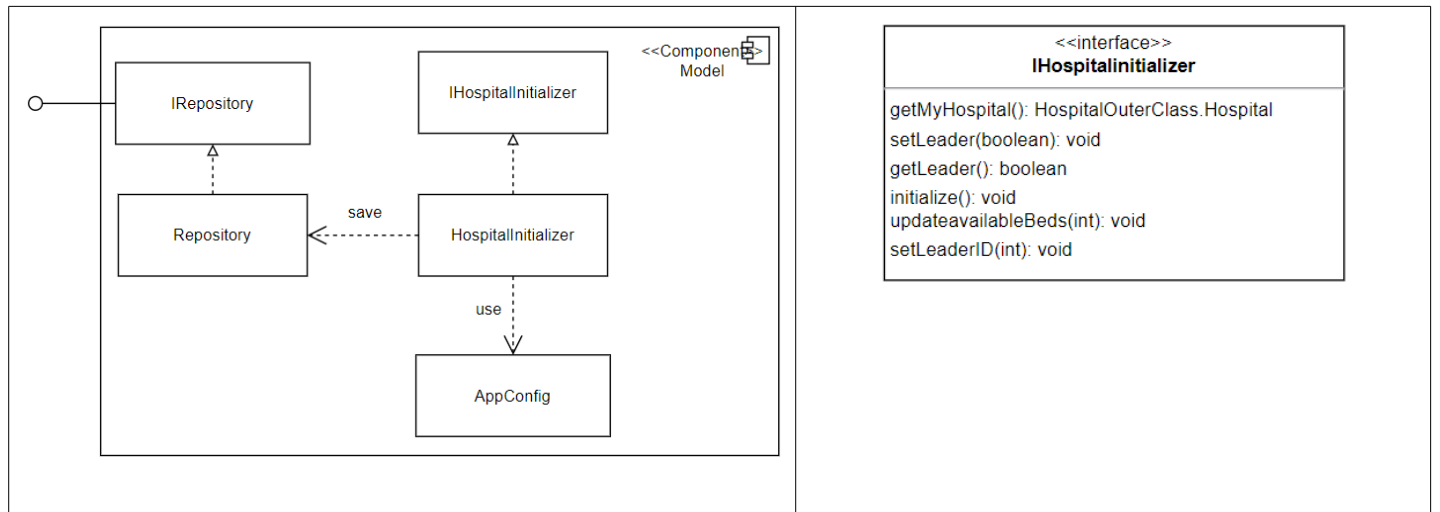 <<Component>>
Model
IRepository
IHospitalInitializer
Repository
save
HospitalInitializer
use
AppConfig
<<interface>>
IHospitalinitializer
getMyHospital(): HospitalOuterClass.Hospital
setLeader(boolean): void
getLeader(): boolean
initialize(): void
updateavailableBeds(int): void
setLeaderID(int): void